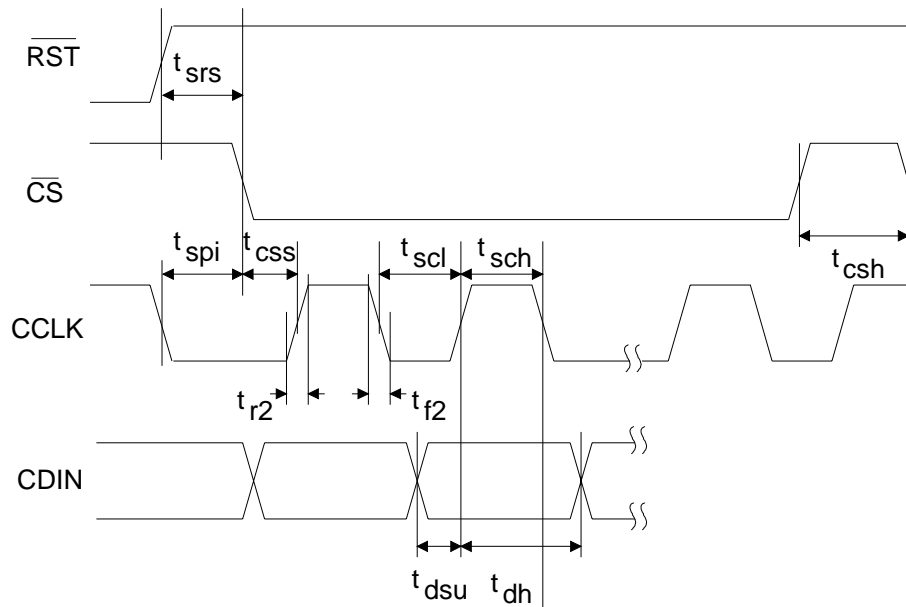 RST
t srs
CS
t spi
t css
t scl
t sch
t csh
CCLK
t r2
t f2
CDIN
t dsu
t dh